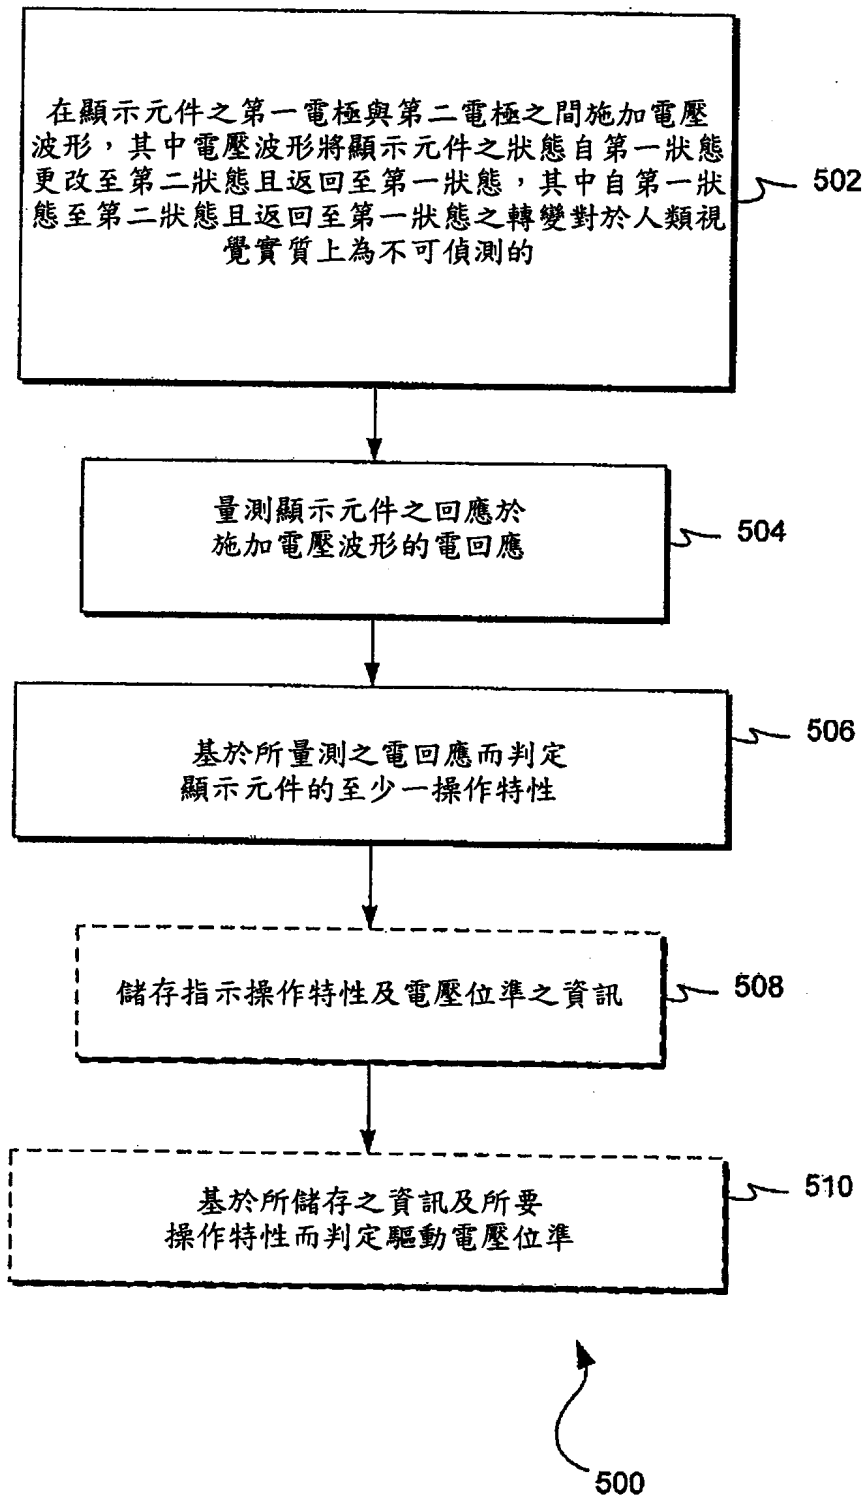 在顯示元件之第一電極與第二電極之間施加電壓
波形，其中電壓波形將顯示元件之狀態自第一狀態
更改至第二狀態且返回至第一狀態，其中自第一狀
態至第二狀態且返回至第一狀態之轉變對於人類視
覺實質上為不可偵測的
502
量測顯示元件之回應於
施加電壓波形的電回應
504
基於所量測之電回應而判定
顯示元件的至少一操作特性
506
儲存指示操作特性及電壓位準之資訊
508
基於所儲存之資訊及所要
操作特性而判定驅動電壓位準
510
500